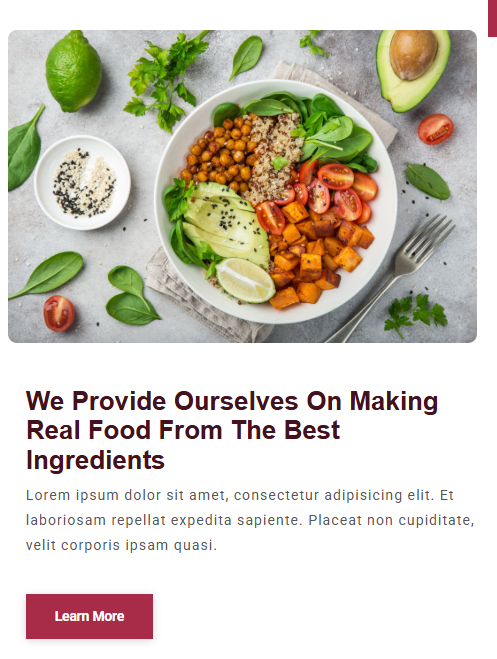 We Provide Ourselves On Making
Real Food From The Best
Ingredients
Lorem ipsum dolor sit amet, consectetur adipisicing elit. Et
laboriosam repellat expedita sapiente. Placeat non cupiditate,
velit corporis ipsam quasi.
Learn More